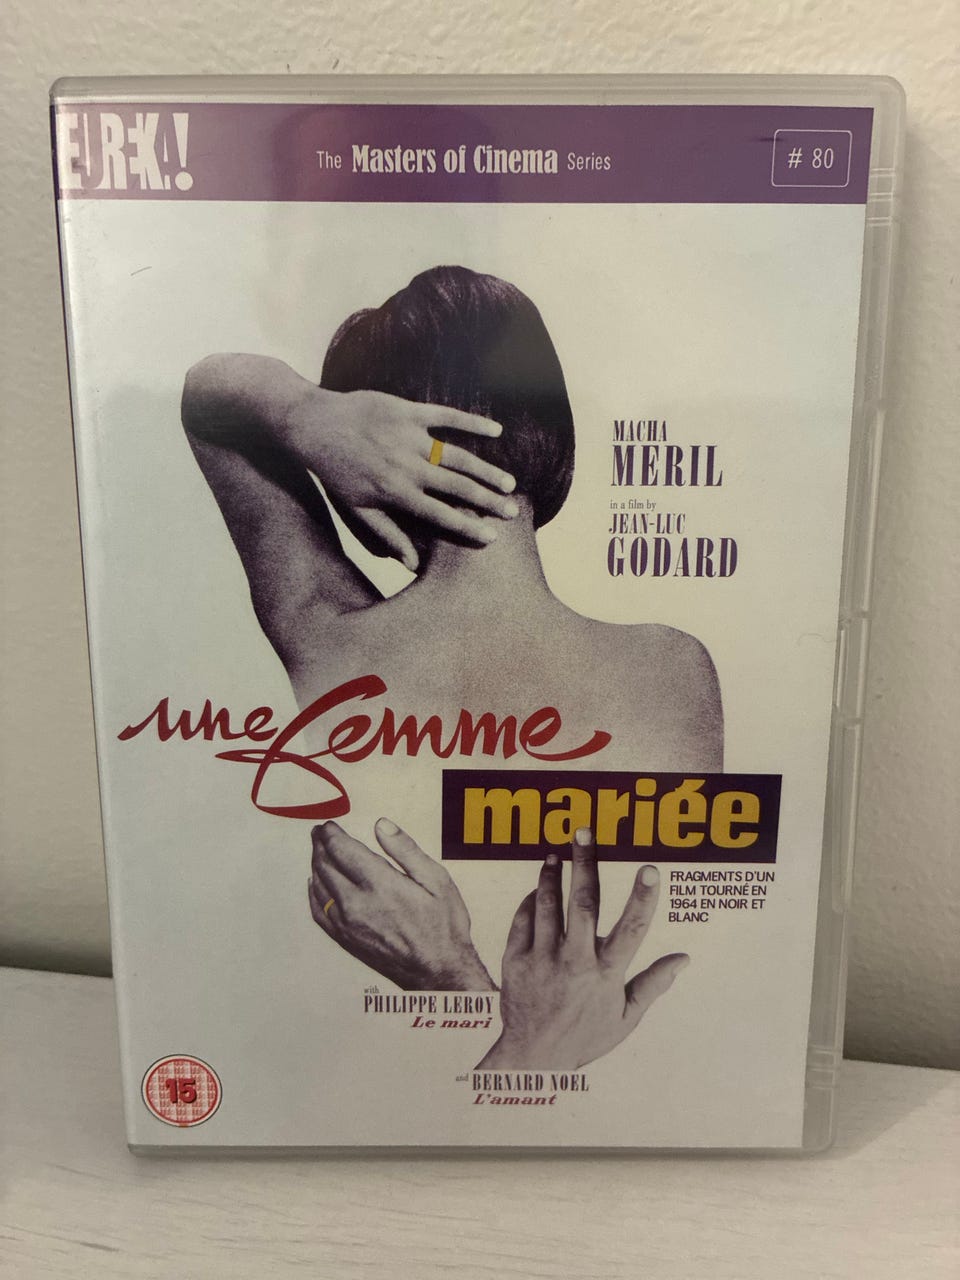 EUREKA!
The Masters of Cinema Series
# 80
MACHA
MERIL
in a film by
JEAN-LUC
GODARD
une femme
mariée
FRAGMENTS D'UN
FILM TOURNÉ EN
1964 EN NOIR ET
BLANC
with
PHILIPPE LEROY
Le mari
and BERNARD NOEL
L'amant
15